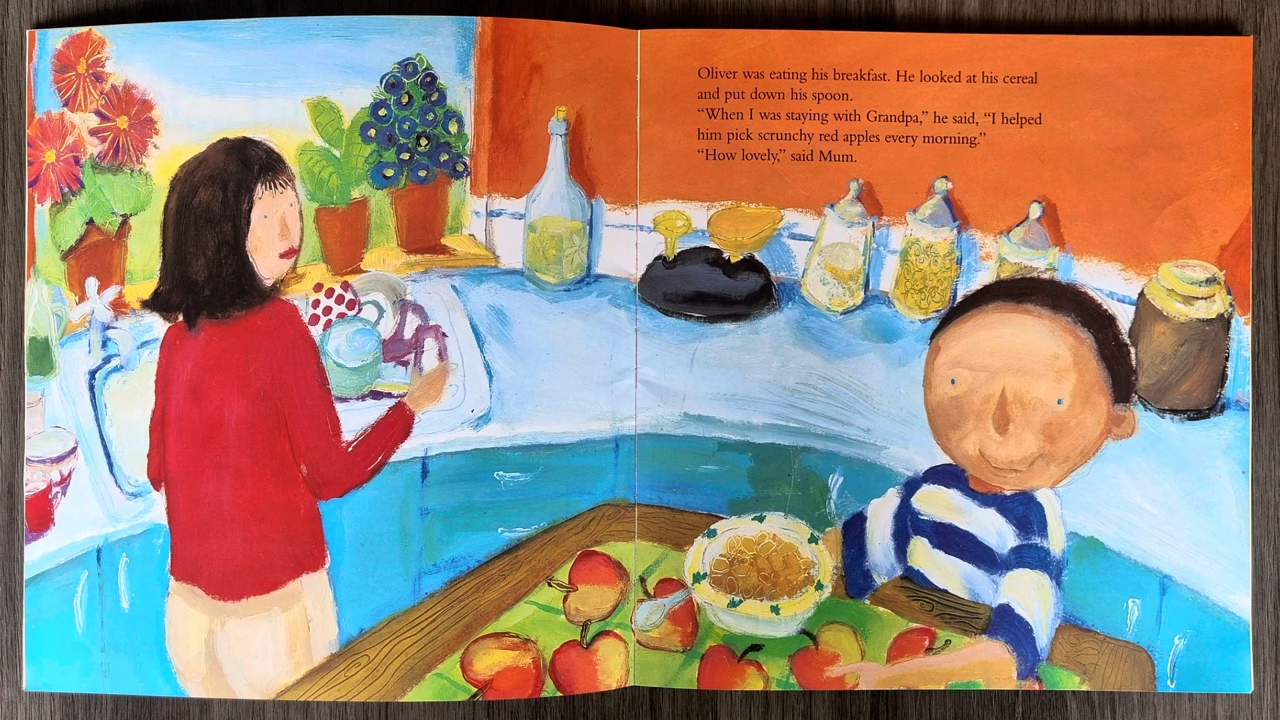 Oliver was eating his breakfast. He looked at his cereal
and put down his spoon.
“When I was staying with Grandpa,” he said, “I helped
him pick scrunchy red apples every morning.”
“How lovely,” said Mum.